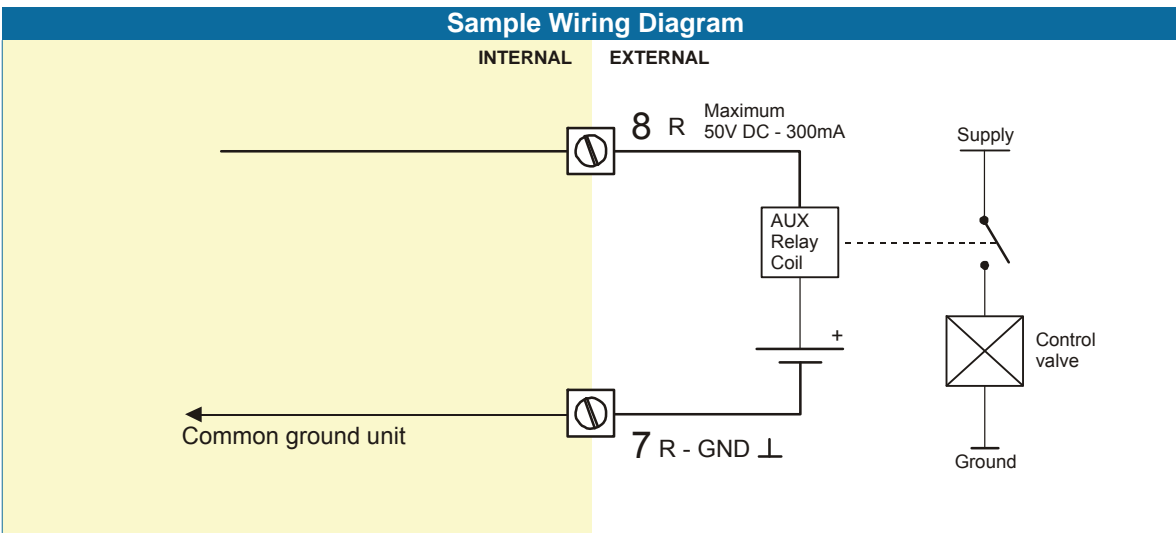 Sample Wiring Diagram
INTERNAL EXTERNAL
8 R Maximum
50V DC - 300mA
Supply
AUX
Relay
Coil
+
Control
valve
Common ground unit
7 R - GND ⊥
Ground